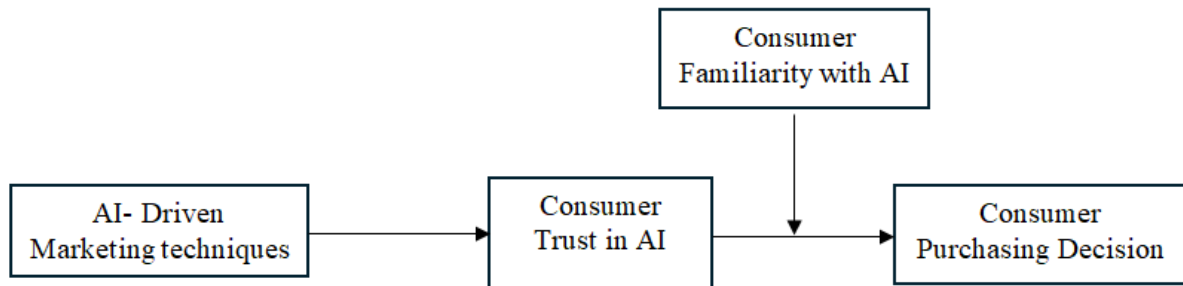 Consumer
Familiarity with AI
AI- Driven
Marketing techniques
Consumer
Trust in AI
Consumer
Purchasing Decision